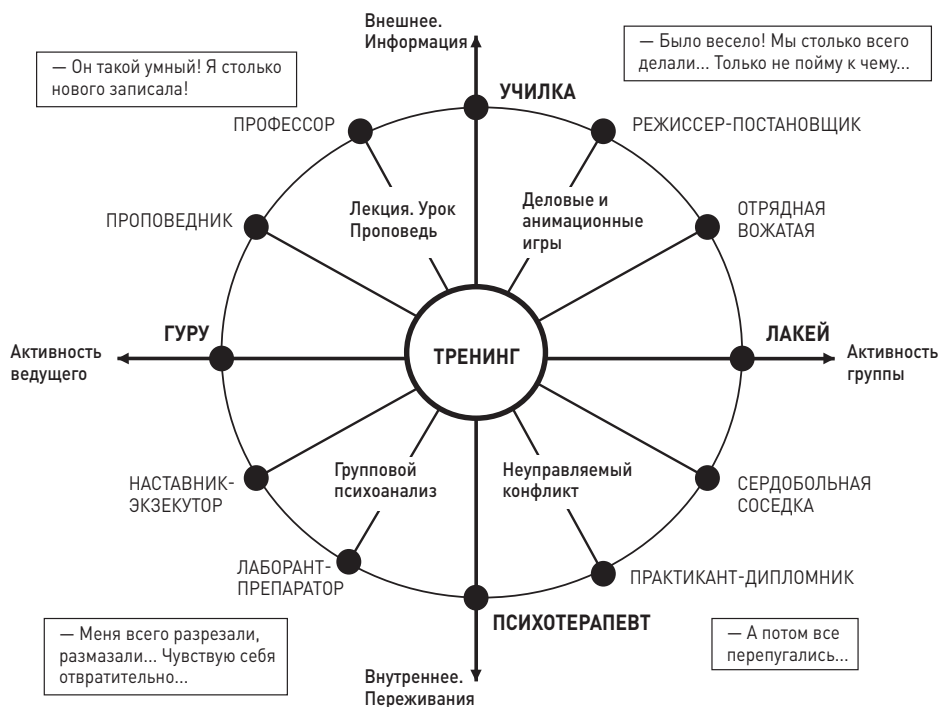 Внешнее.
Информация
— Он такой умный! Я столько
нового записала!
— Было весело! Мы столько всего
делали... Только не пойму к чему...
УЧИЛКА
ПРОФЕССОР
РЕЖИССЕР-ПОСТАНОВЩИК
Лекция. Урок
Проповедь
Деловые и
анимационные
игры
ПРОПОВЕДНИК
ОТРЯДНАЯ
ВОЖАТАЯ
ГУРУ
ЛАКЕЙ
Активность
ведущего
ТРЕНИНГ
Активность
группы
Групповой
психоанализ
Неуправляемый
конфликт
НАСТАВНИК-
ЭКЗЕКУТОР
СЕРДОБОЛЬНАЯ
СОСЕДКА
ЛАБОРАНТ-
ПРЕПАРАТОР
ПРАКТИКАНТ-ДИПЛОМНИК
ПСИХОТЕРАПЕВТ
— Меня всего разрезали,
размазали... Чувствую себя
отвратительно...
— А потом все
перепугались...
Внутреннее.
Переживания